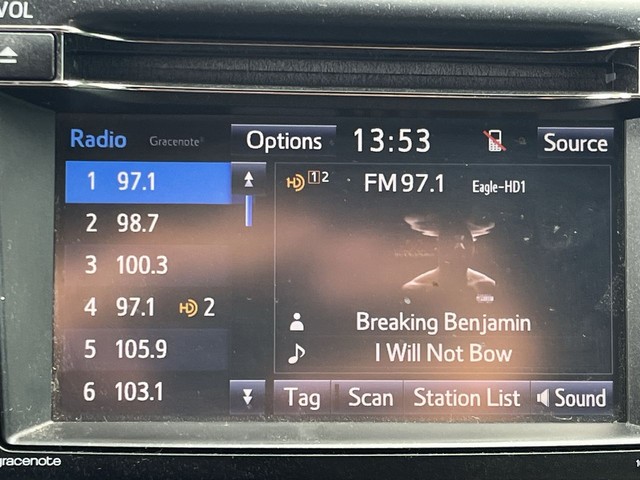 VOL
Radio Gracenote Options 13:53 Source
1 97.1
2 98.7
3 100.3
4 97.1 HD 2
5 105.9
6 103.1
HD 1 2 FM 97.1 Eagle-HD1
Breaking Benjamin
I Will Not Bow
Tag Scan Station List Sound
gracenote